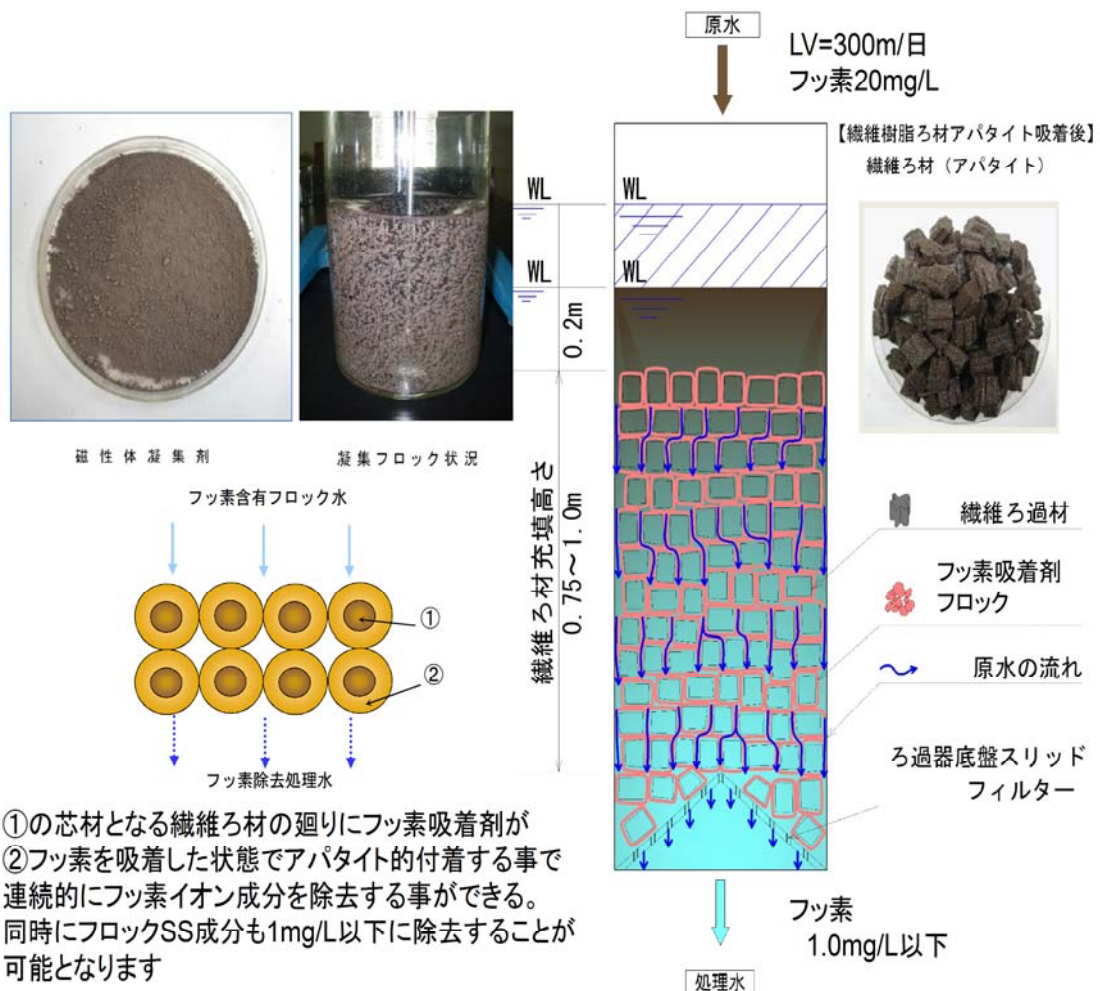 原水
LV=300m/日
フッ素20mg/L
【繊維樹脂ろ材アパタイト吸着後】
繊維ろ材（アパタイト）
WL
WL
WL
WL
0.2m
繊維ろ材充填高さ
0.75～1.0m
磁性体凝集剤
凝集フロック状況
フッ素含有フロック水
①
②
フッ素除去処理水
繊維ろ過材
フッ素吸着剤
フロック
原水の流れ
ろ過器底盤スリッド
フィルター
①の芯材となる繊維ろ材の廻りにフッ素吸着剤が
②フッ素を吸着した状態でアパタイト的付着する事で
連続的にフッ素イオン成分を除去する事ができる。
同時にフロックSS成分も1mg/L以下に除去することが
可能となります
フッ素
1.0mg/L以下
処理水